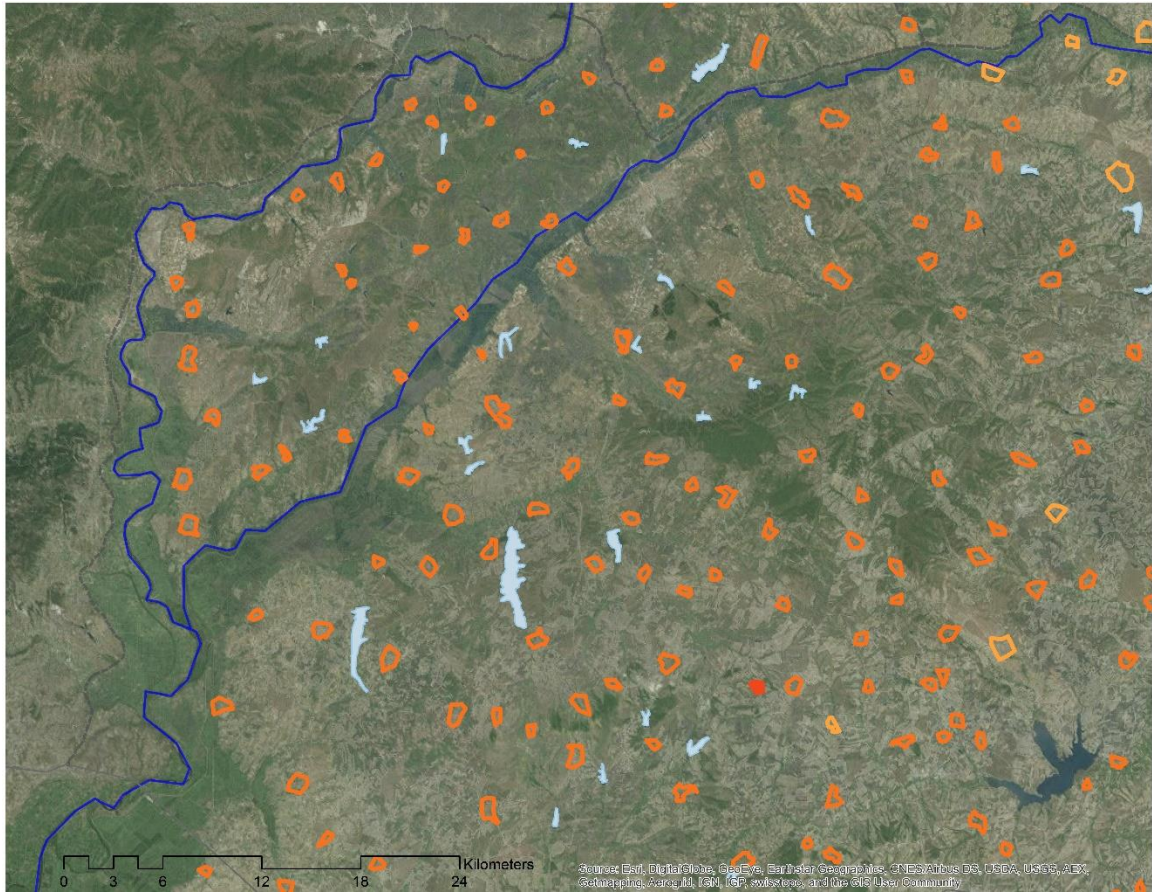 Kilometers
0 3 6 12 18 24
Source: Esri, DigitalGlobe, GeoEye, Earthstar Geographics, CNES/Airbus DS, USDA, USGS, AEX,
Getmapping, Aerogrid, IGN, IGP, swisstopo, and the GIS User Community